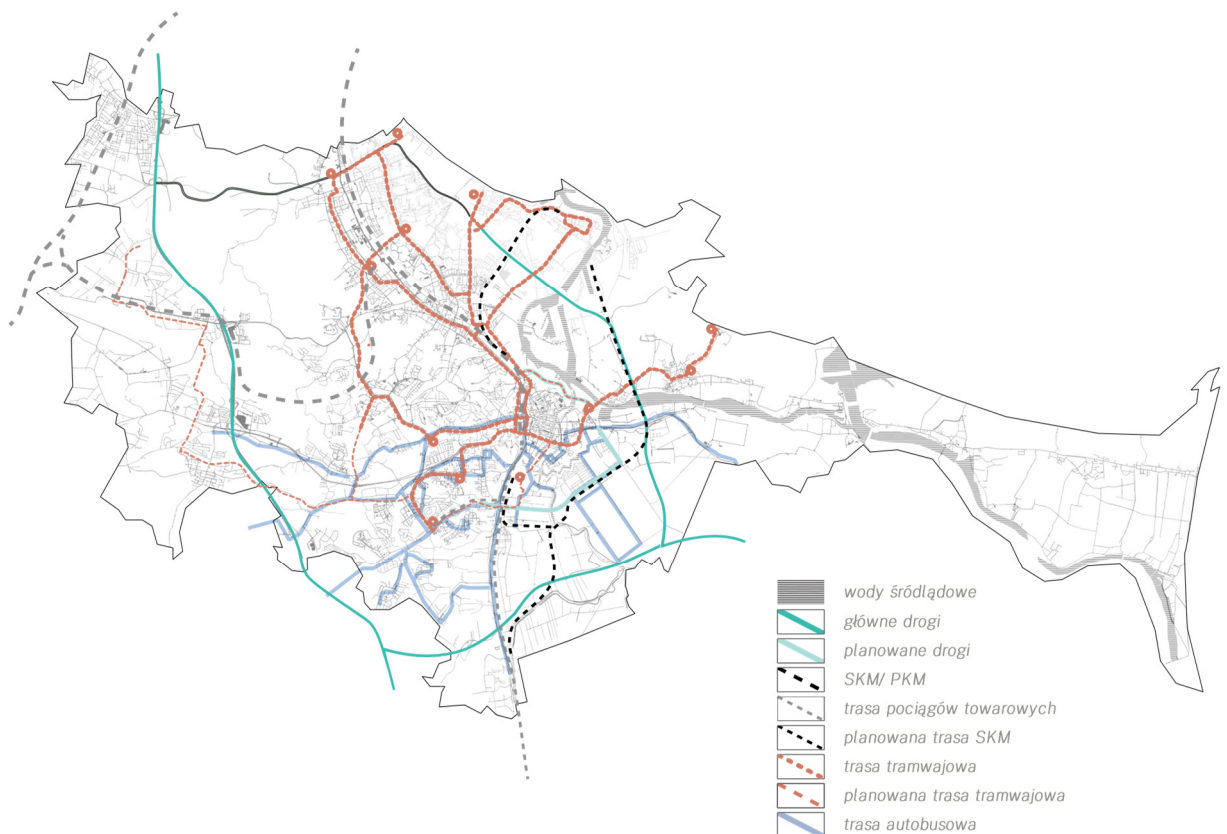 wody śródlądowe
główne drogi
planowane drogi
SKM/ PKM
trasa pociągów towarowych
planowana trasa SKM
trasa tramwajowa
planowana trasa tramwajowa
trasa autobusowa